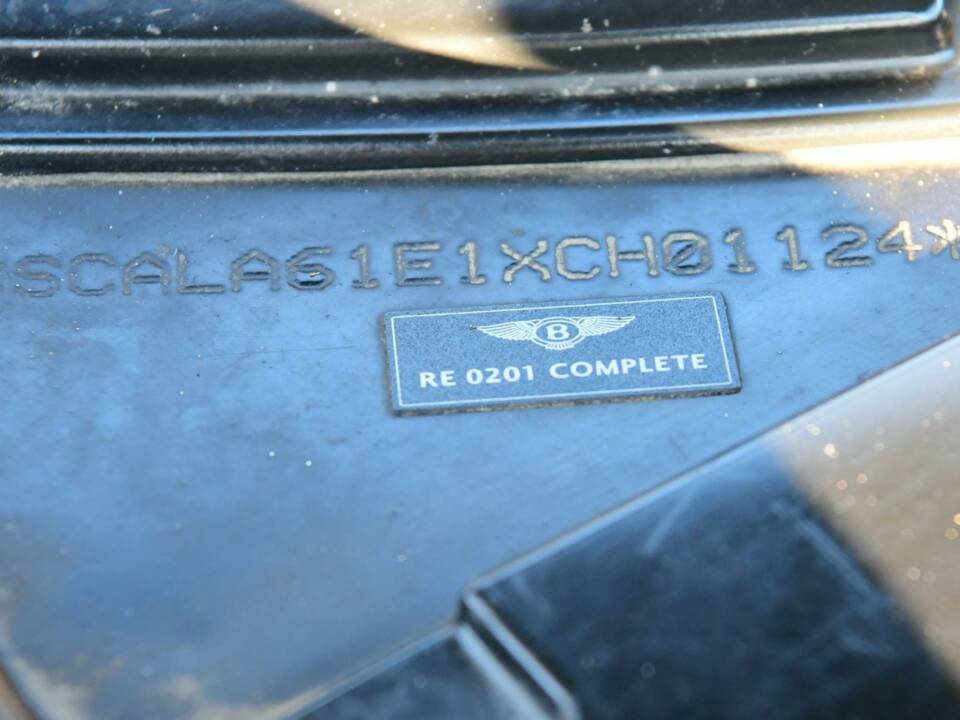 SCALA61E1XCH01124*
B
RE 0201 COMPLETE